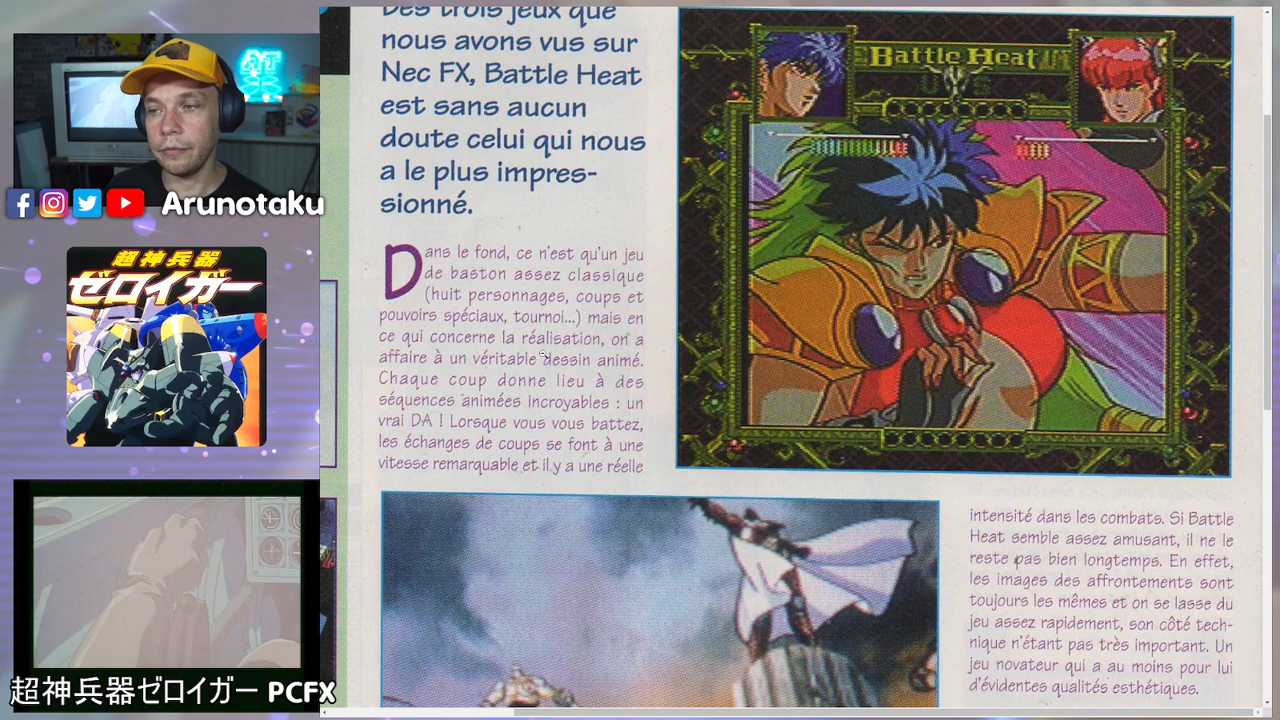 Arunotaku
超神兵器
ゼロイガー
超神兵器ゼロイガー PCFX
Des trois jeux que
nous avons vus sur
Nec FX, Battle Heat
est sans aucun
doute celui qui nous
a le plus impres-
sionné.
Dans le fond, ce n'est qu'un jeu
de baston assez classique
(huit personnages, coups et
pouvoirs spéciaux, tournoi...) mais en
ce qui concerne la réalisation, on a
affaire à un véritable dessin animé.
Chaque coup donne lieu à des
séquences animées incroyables : un
vrai DA ! Lorsque vous vous battez,
les échanges de coups se font à une
vitesse remarquable et il y a une réelle
Battle Heat
intensité dans les combats. Si Battle
Heat semble assez amusant, il ne le
reste pas bien longtemps. En effet,
les images des affrontements sont
toujours les mêmes et on se lasse du
jeu assez rapidement, son côté tech-
nique n'étant pas très important. Un
jeu novateur qui a au moins pour lui
d'évidentes qualités esthétiques.